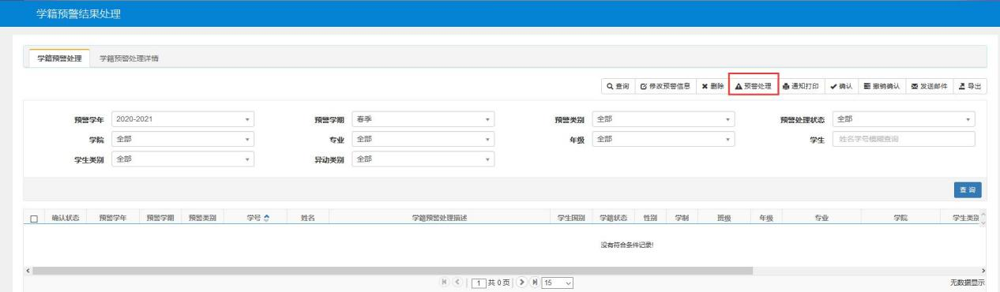 学籍预警结果处理
学籍预警处理 学籍预警处理详情
查询 修改预警信息 删除 预警处理 通知打印 确认 撤销确认 发送邮件 导出
预警学年 2020-2021 预警学期 春季 预警类别 全部 预警处理状态 全部
学院 全部 专业 全部 年级 全部 学生 姓名学号模糊查询
学生类别 全部 异动类别 全部
查 询
确认状态 预警学年 预警学期 预警类别 学号 姓名 学籍预警处理描述 学生国别 学籍状态 性别 学制 班级 年级 专业 学院 学生类别
没有符合条件记录!
1 共 0 页 15 无数据显示